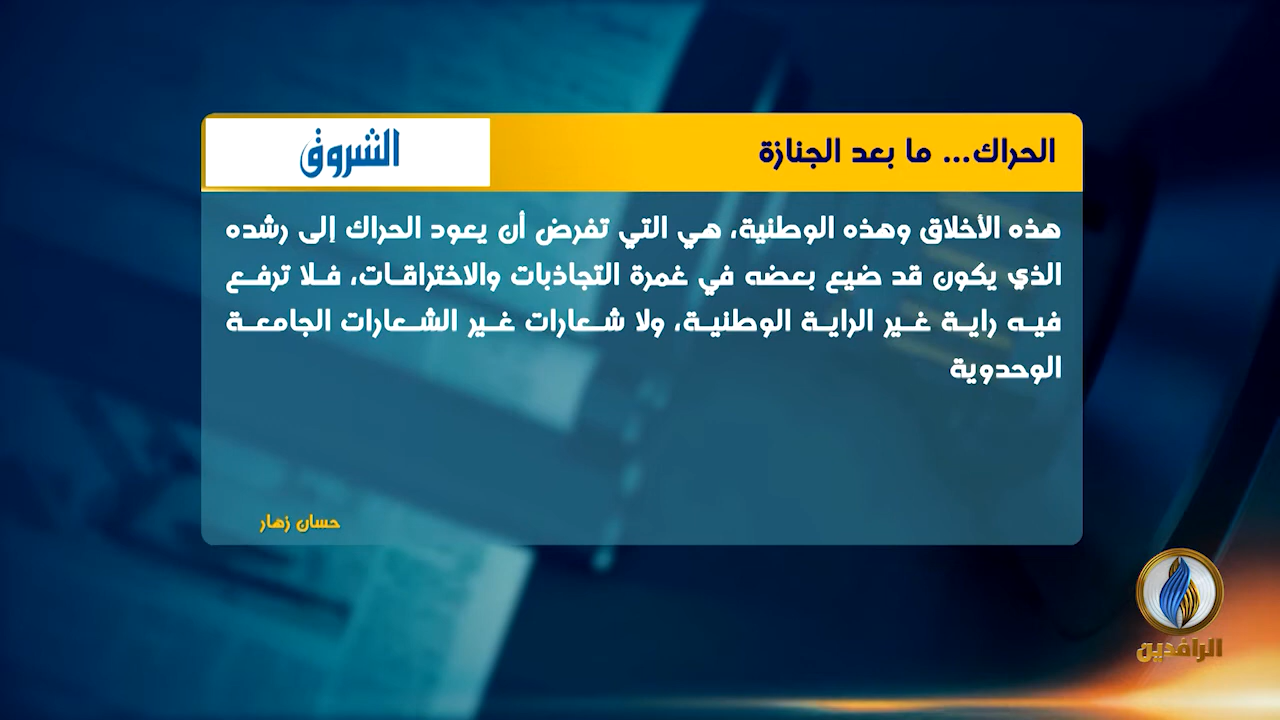 الحراك... ما بعد الجنازة
الشروق
هذه الأخلاق وهذه الوطنية، هي التي تفرض أن يعود الحراك إلى رشده
الذي يكون قد ضيع بعضه في غمرة التجاذبات والاختراقات، فلا ترفع
فيه راية غير الراية الوطنية، ولا شعارات غير الشعارات الجامعة
الوحدوية
حسان زهار
الرافدين